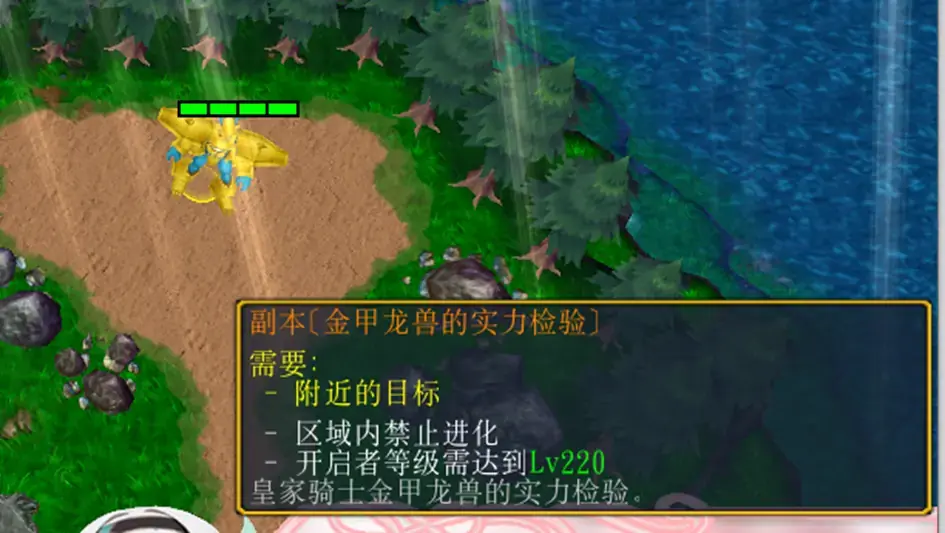 副本[金甲龙兽的实力检验]
需要:
- 附近的目标
- 区域内禁止进化
- 开启者等级需达到Lv220
皇家骑士金甲龙兽的实力检验。